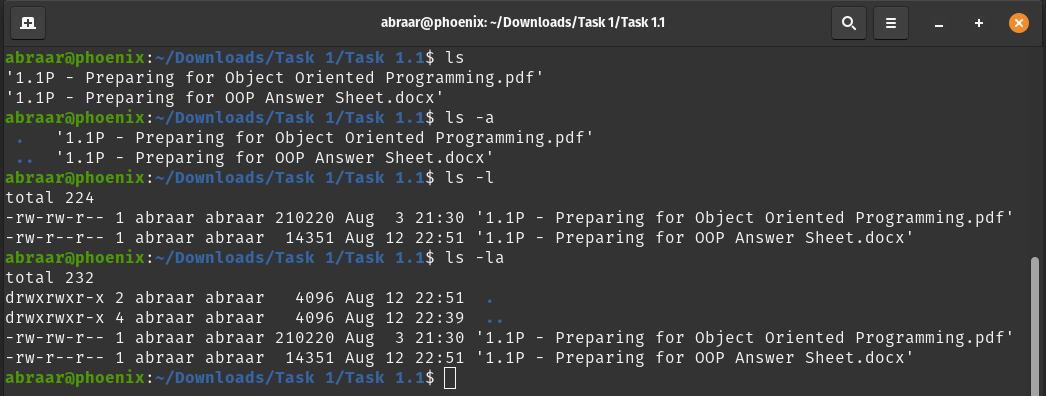 abraar@phoenix: ~/Downloads/Task 1/Task 1.1
abraar@phoenix:~/Downloads/Task 1/Task 1.1$ ls
'1.1P - Preparing for Object Oriented Programming.pdf'
'1.1P - Preparing for OOP Answer Sheet.docx'
abraar@phoenix:~/Downloads/Task 1/Task 1.1$ ls -a
.   '1.1P - Preparing for Object Oriented Programming.pdf'
..  '1.1P - Preparing for OOP Answer Sheet.docx'
abraar@phoenix:~/Downloads/Task 1/Task 1.1$ ls -l
total 224
-rw-rw-r-- 1 abraar abraar 210220 Aug  3 21:30 '1.1P - Preparing for Object Oriented Programming.pdf'
-rw-r--r-- 1 abraar abraar  14351 Aug 12 22:51 '1.1P - Preparing for OOP Answer Sheet.docx'
abraar@phoenix:~/Downloads/Task 1/Task 1.1$ ls -la
total 232
drwxrwxr-x 2 abraar abraar   4096 Aug 12 22:51  .
drwxrwxr-x 4 abraar abraar   4096 Aug 12 22:39  ..
-rw-rw-r-- 1 abraar abraar 210220 Aug  3 21:30 '1.1P - Preparing for Object Oriented Programming.pdf'
-rw-r--r-- 1 abraar abraar  14351 Aug 12 22:51 '1.1P - Preparing for OOP Answer Sheet.docx'
abraar@phoenix:~/Downloads/Task 1/Task 1.1$